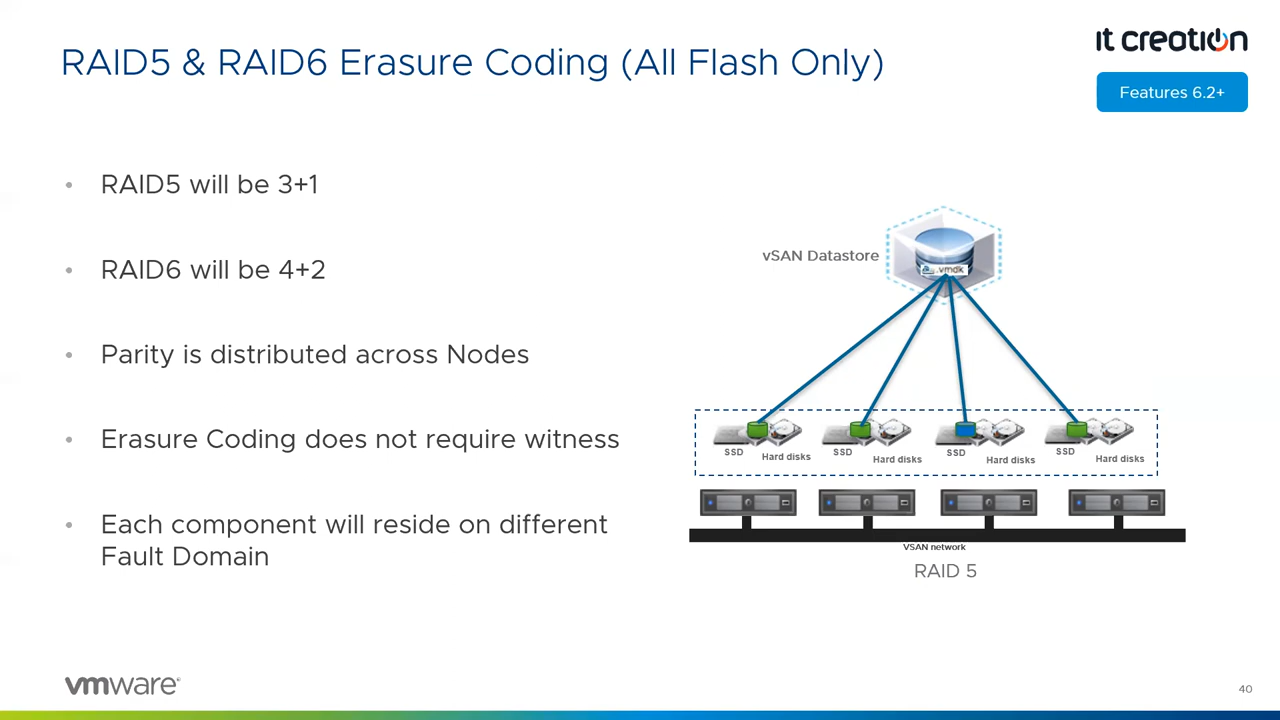 RAID5 & RAID6 Erasure Coding (All Flash Only)
it creation
Features 6.2+
• RAID5 will be 3+1
• RAID6 will be 4+2
• Parity is distributed across Nodes
• Erasure Coding does not require witness
• Each component will reside on different
Fault Domain
vSAN Datastore
.vmdk
SSD Hard disks SSD Hard disks SSD Hard disks SSD Hard disks
VSAN network
RAID 5
vmware®
40